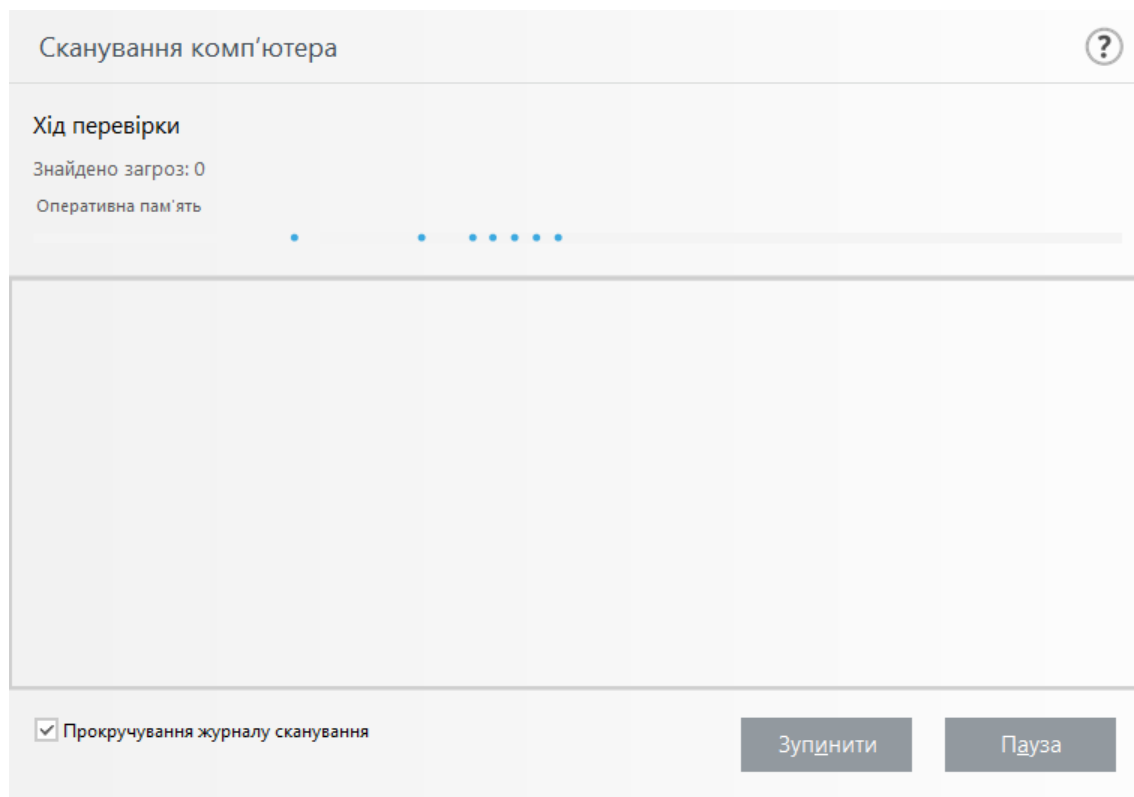 Сканування комп'ютера
?
Хід перевірки
Знайдено загроз: 0
Оперативна пам'ять
Прокручування журналу сканування
Зупинити
Пауза